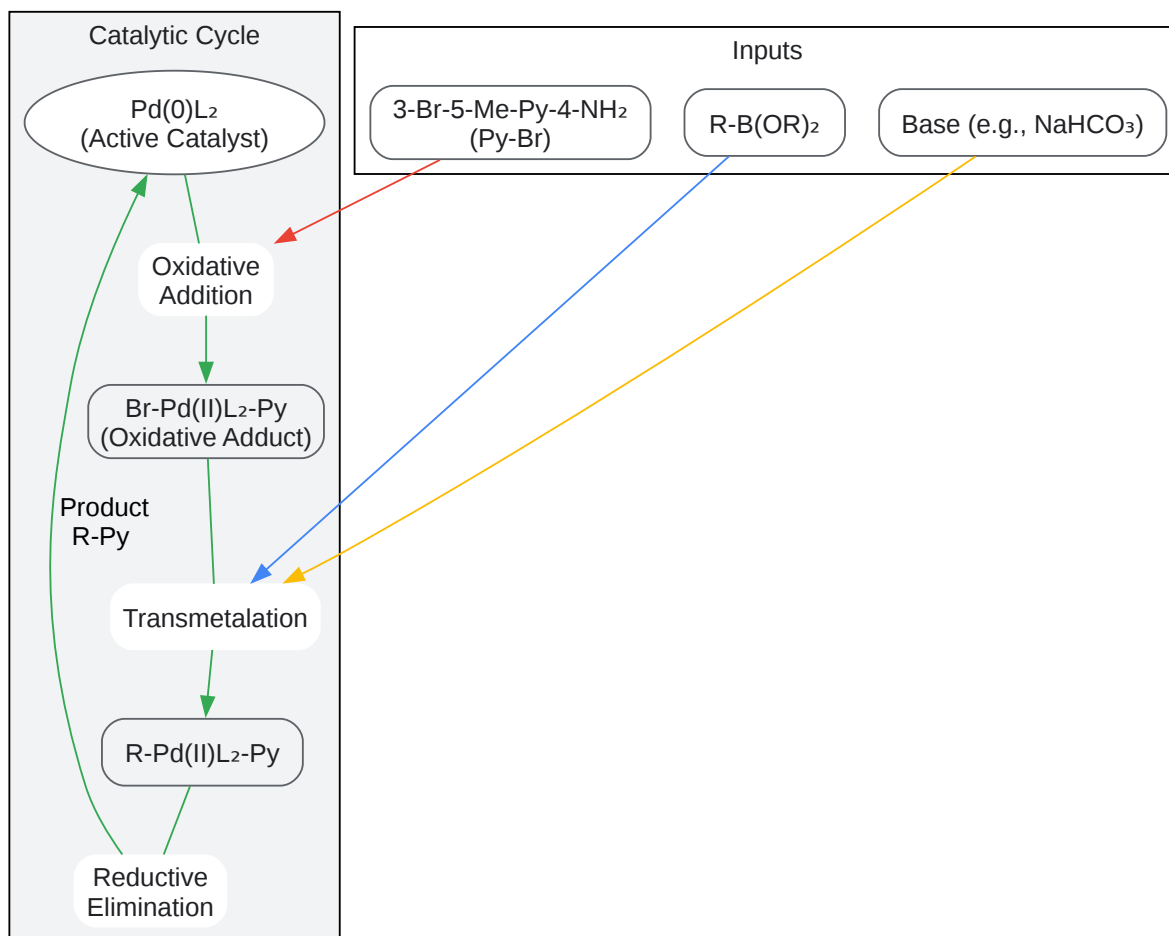 Catalytic Cycle
Pd(0)L₂
(Active Catalyst)
Inputs
3-Br-5-Me-Py-4-NH₂
(Py-Br)
R-B(OR)₂
Base (e.g., NaHCO₃)
Oxidative
Addition
Br-Pd(II)L₂-Py
(Oxidative Adduct)
Product
R-Py
Transmetalation
R-Pd(II)L₂-Py
Reductive
Elimination